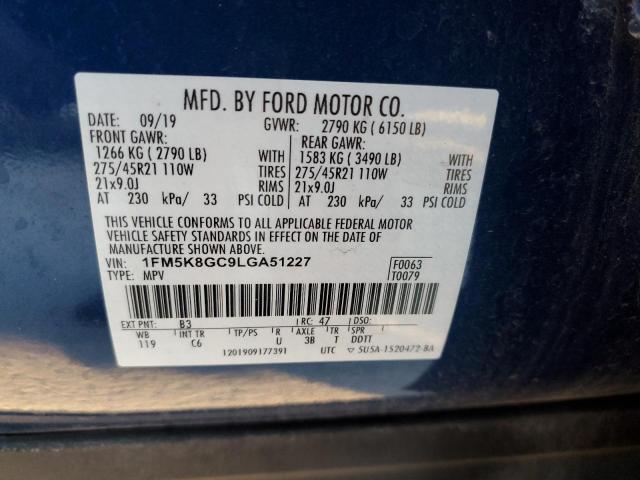 MFD. BY FORD MOTOR CO.
DATE: 09/19 GVWR: 2790 KG ( 6150 LB)
FRONT GAWR: REAR GAWR:
1266 KG ( 2790 LB) WITH 1583 KG ( 3490 LB) WITH
275/45R21 110W TIRES 275/45R21 110W TIRES
21x9.0J RIMS 21x9.0J RIMS
AT 230 kPa/ 33 PSI COLD AT 230 kPa/ 33 PSI COLD
THIS VEHICLE CONFORMS TO ALL APPLICABLE FEDERAL MOTOR
VEHICLE SAFETY STANDARDS IN EFFECT ON THE DATE OF
MANUFACTURE SHOWN ABOVE.
VIN: 1FM5K8GC9LGA51227 F0063
TYPE: MPV T0079
EXT PNT: B3 RC: 47 DSO:
WB INT TR TP/PS R AXLE TR SPR
119 C6 U 3B T DDTT
1201909177391 UTC ▽ 5U5A-1520472-BA